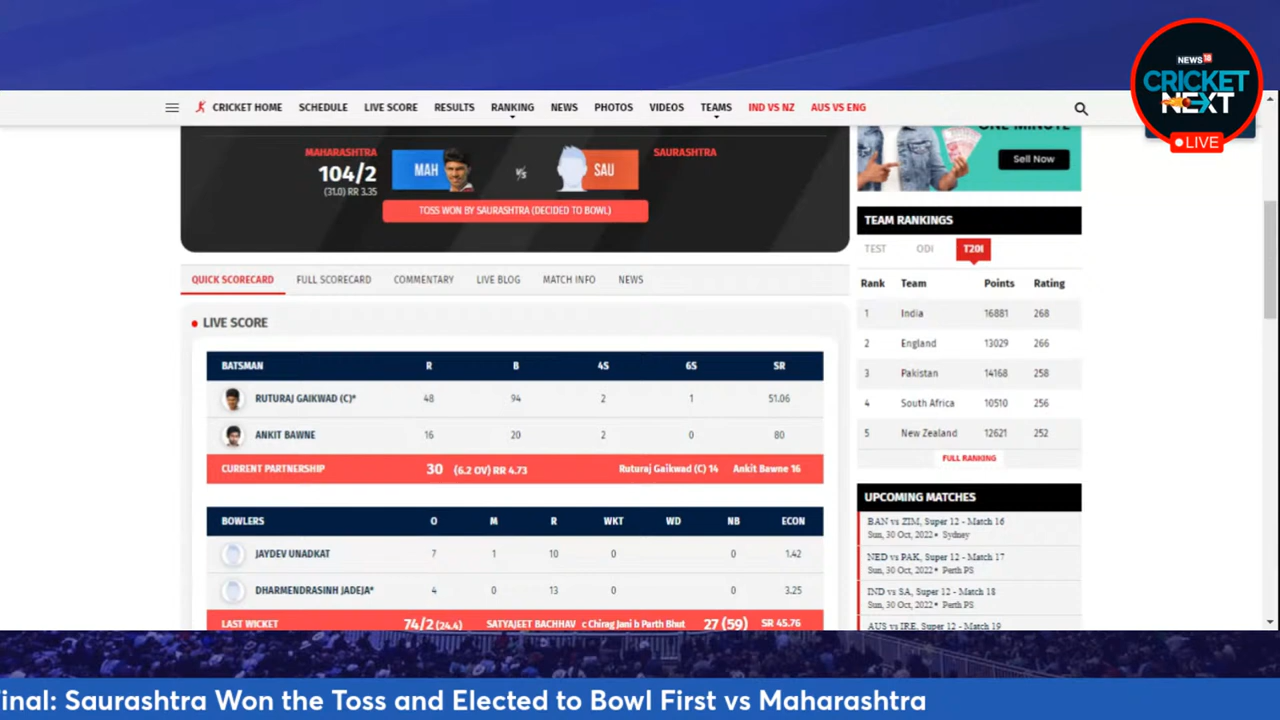 NEWS 18
CRICKET
NEXT
LIVE
CRICKET HOME SCHEDULE LIVE SCORE RESULTS RANKING NEWS PHOTOS VIDEOS TEAMS IND VS NZ AUS VS ENG
MAHARASHTRA
104/2
(31.0) RR 3.35
MAH VS SAU
SAURASHTRA
TOSS WON BY SAURASHTRA (DECIDED TO BOWL)
ONE MINUTE
Sell Now
QUICK SCORECARD FULL SCORECARD COMMENTARY LIVE BLOG MATCH INFO NEWS
LIVE SCORE
BATSMAN R B 4S 6S SR
RUTURAJ GAIKWAD (C)* 48 94 2 1 51.06
ANKIT BAWNE 16 20 2 0 80
CURRENT PARTNERSHIP 30 (6.2 OV) RR 4.73 Ruturaj Gaikwad (C) 14 Ankit Bawne 16
BOWLERS O M R WKT WD NB ECON
JAYDEV UNADKAT 7 1 10 0 0 1.42
DHARMENDRASINH JADEJA* 4 0 13 0 0 3.25
LAST WICKET 74/2 (24.4) SATYAJEET BACHHAV c Chirag Jani b Parth Bhut 27 (59) SR 45.76
TEAM RANKINGS
TEST ODI T20I
Rank Team Points Rating
1 India 16881 268
2 England 13029 266
3 Pakistan 14168 258
4 South Africa 10510 256
5 New Zealand 12621 252
FULL RANKING
UPCOMING MATCHES
BAN vs ZIM, Super 12 - Match 16
Sun, 30 Oct, 2022• Sydney
NED vs PAK, Super 12 - Match 17
Sun, 30 Oct, 2022• Perth PS
IND vs SA, Super 12 - Match 18
Sun, 30 Oct, 2022• Perth PS
AUS vs IRE, Super 12 - Match 19
inal: Saurashtra Won the Toss and Elected to Bowl First vs Maharashtra